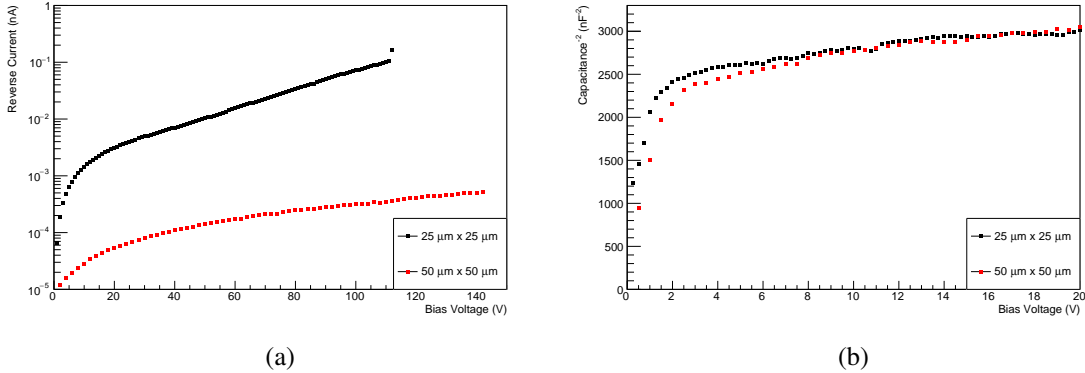 Reverse Current (nA)
1
10⁻¹
10⁻²
10⁻³
10⁻⁴
10⁻⁵
0 20 40 60 80 100 120 140
Bias Voltage (V)
25 μm x 25 μm
50 μm x 50 μm
(a)
Capacitance⁻² (nF⁻²)
3000
2500
2000
1500
1000
500
0
0 2 4 6 8 10 12 14 16 18 20
Bias Voltage (V)
25 μm x 25 μm
50 μm x 50 μm
(b)